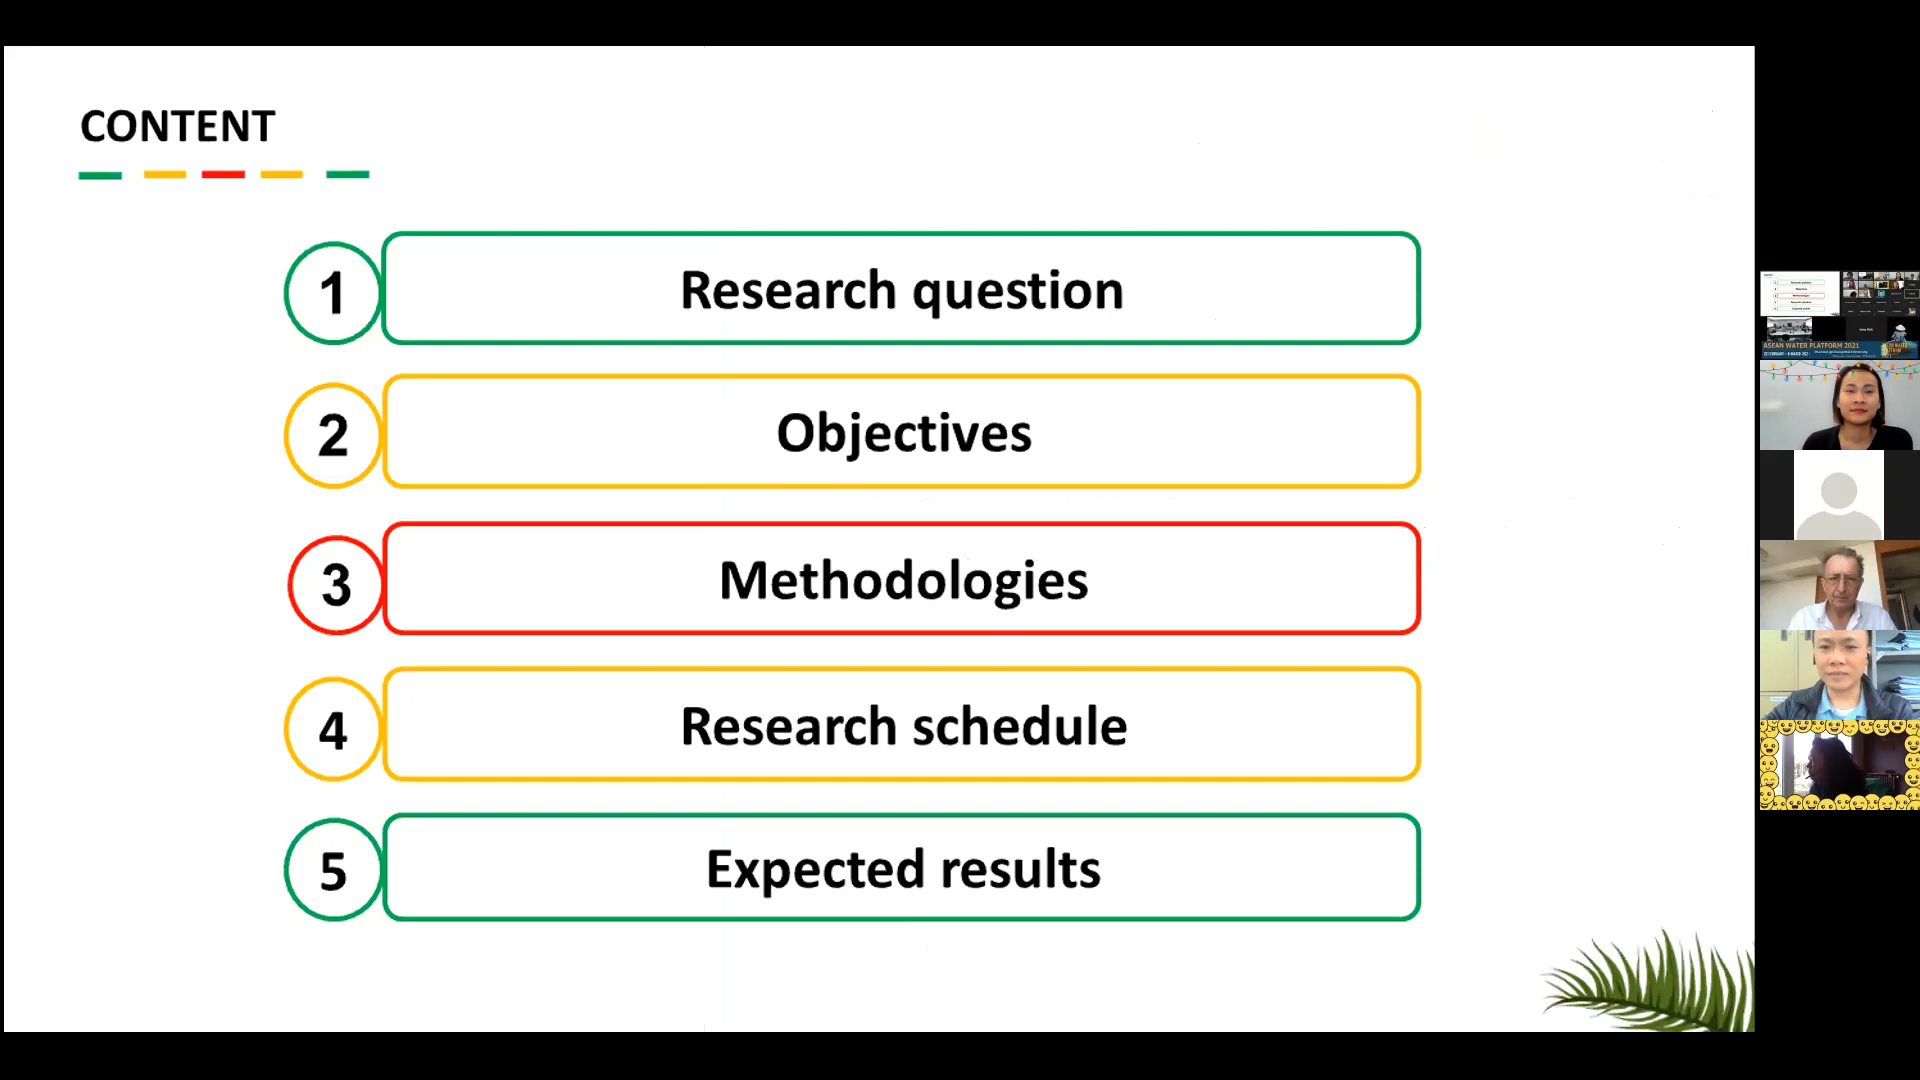 CONTENT
1
Research question
2
Objectives
3
Methodologies
4
Research schedule
5
Expected results
ASEAN WATER PLATFORM 2021